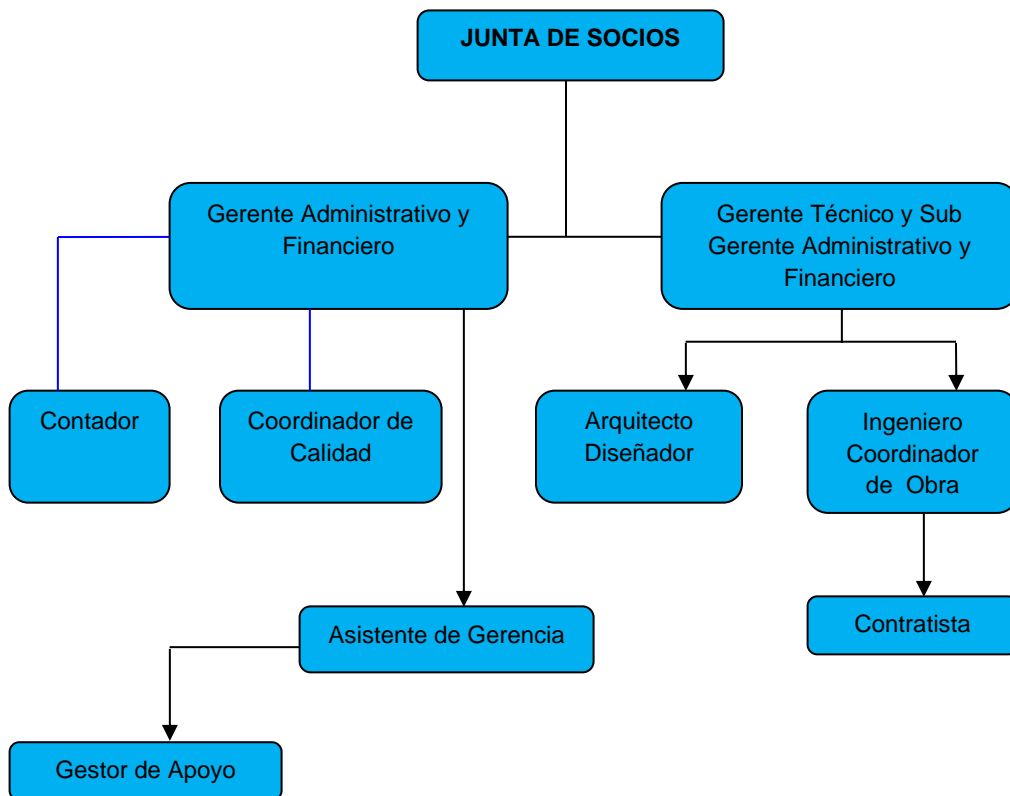 JUNTA DE SOCIOS
Gerente Administrativo y
Financiero
Gerente Técnico y Sub
Gerente Administrativo y
Financiero
Contador
Coordinador de
Calidad
Arquitecto
Diseñador
Ingeniero
Coordinador
de Obra
Asistente de Gerencia
Contratista
Gestor de Apoyo